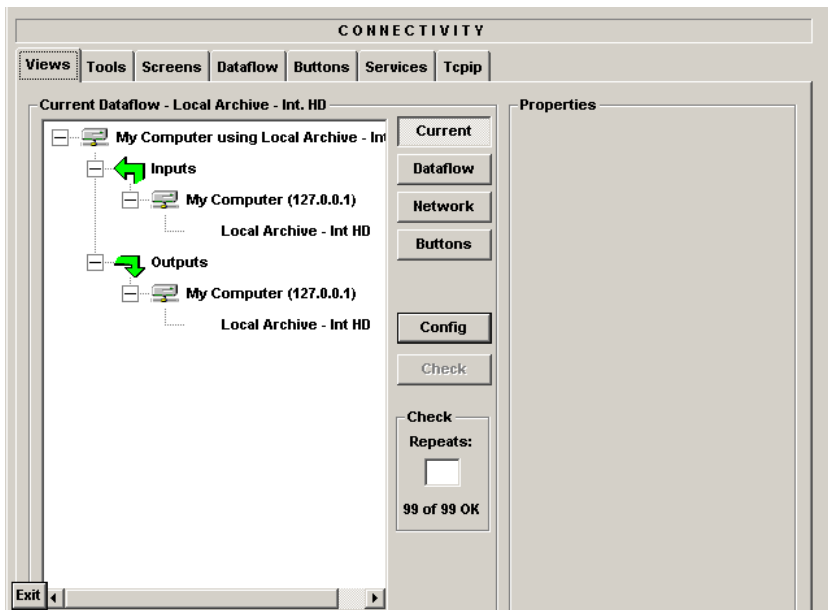 CONNECTIVITY
Views Tools Screens Dataflow Buttons Services Tcpip
Current Dataflow - Local Archive - Int. HD
My Computer using Local Archive - Int
Inputs
My Computer (127.0.0.1)
Local Archive - Int HD
Outputs
My Computer (127.0.0.1)
Local Archive - Int HD
Current
Dataflow
Network
Buttons
Config
Check
Check
Repeats:
99 of 99 OK
Properties
Exit